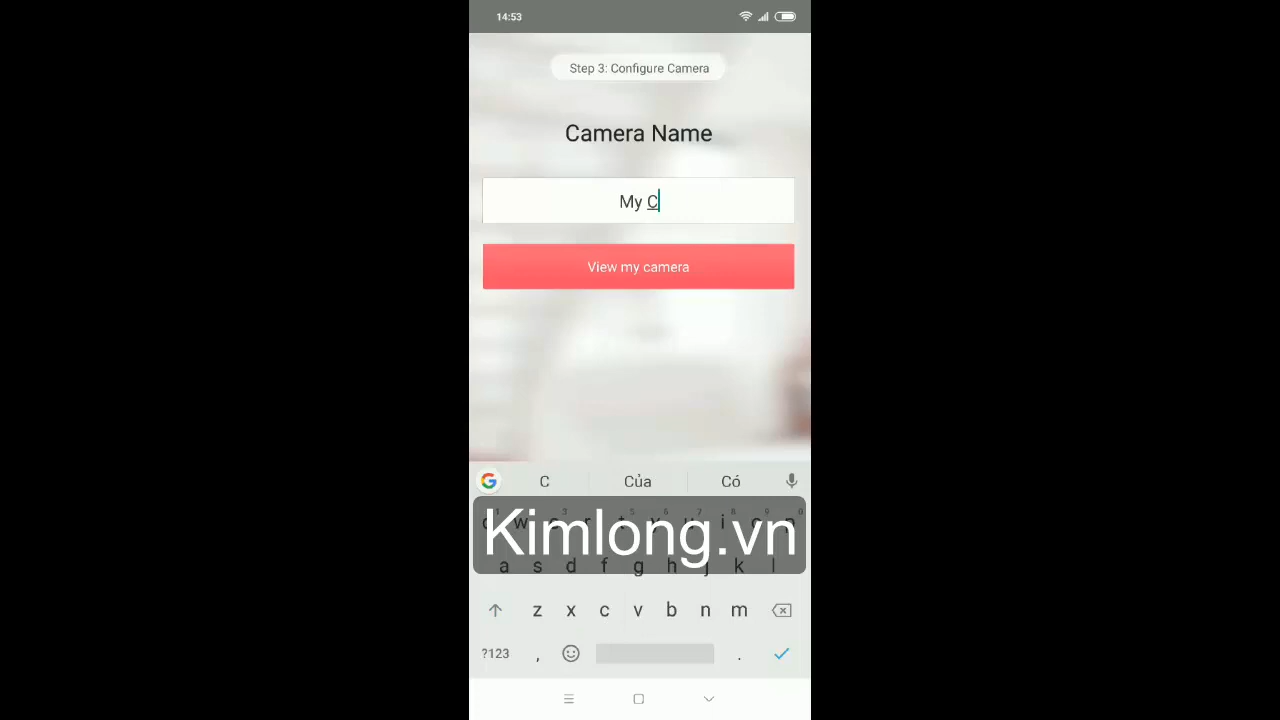 14:53
Step 3: Configure Camera
Camera Name
My C
View my camera
C Của Có
Kimlong.vn
a s d f g h j k l
z x c v b n m
?123 , .